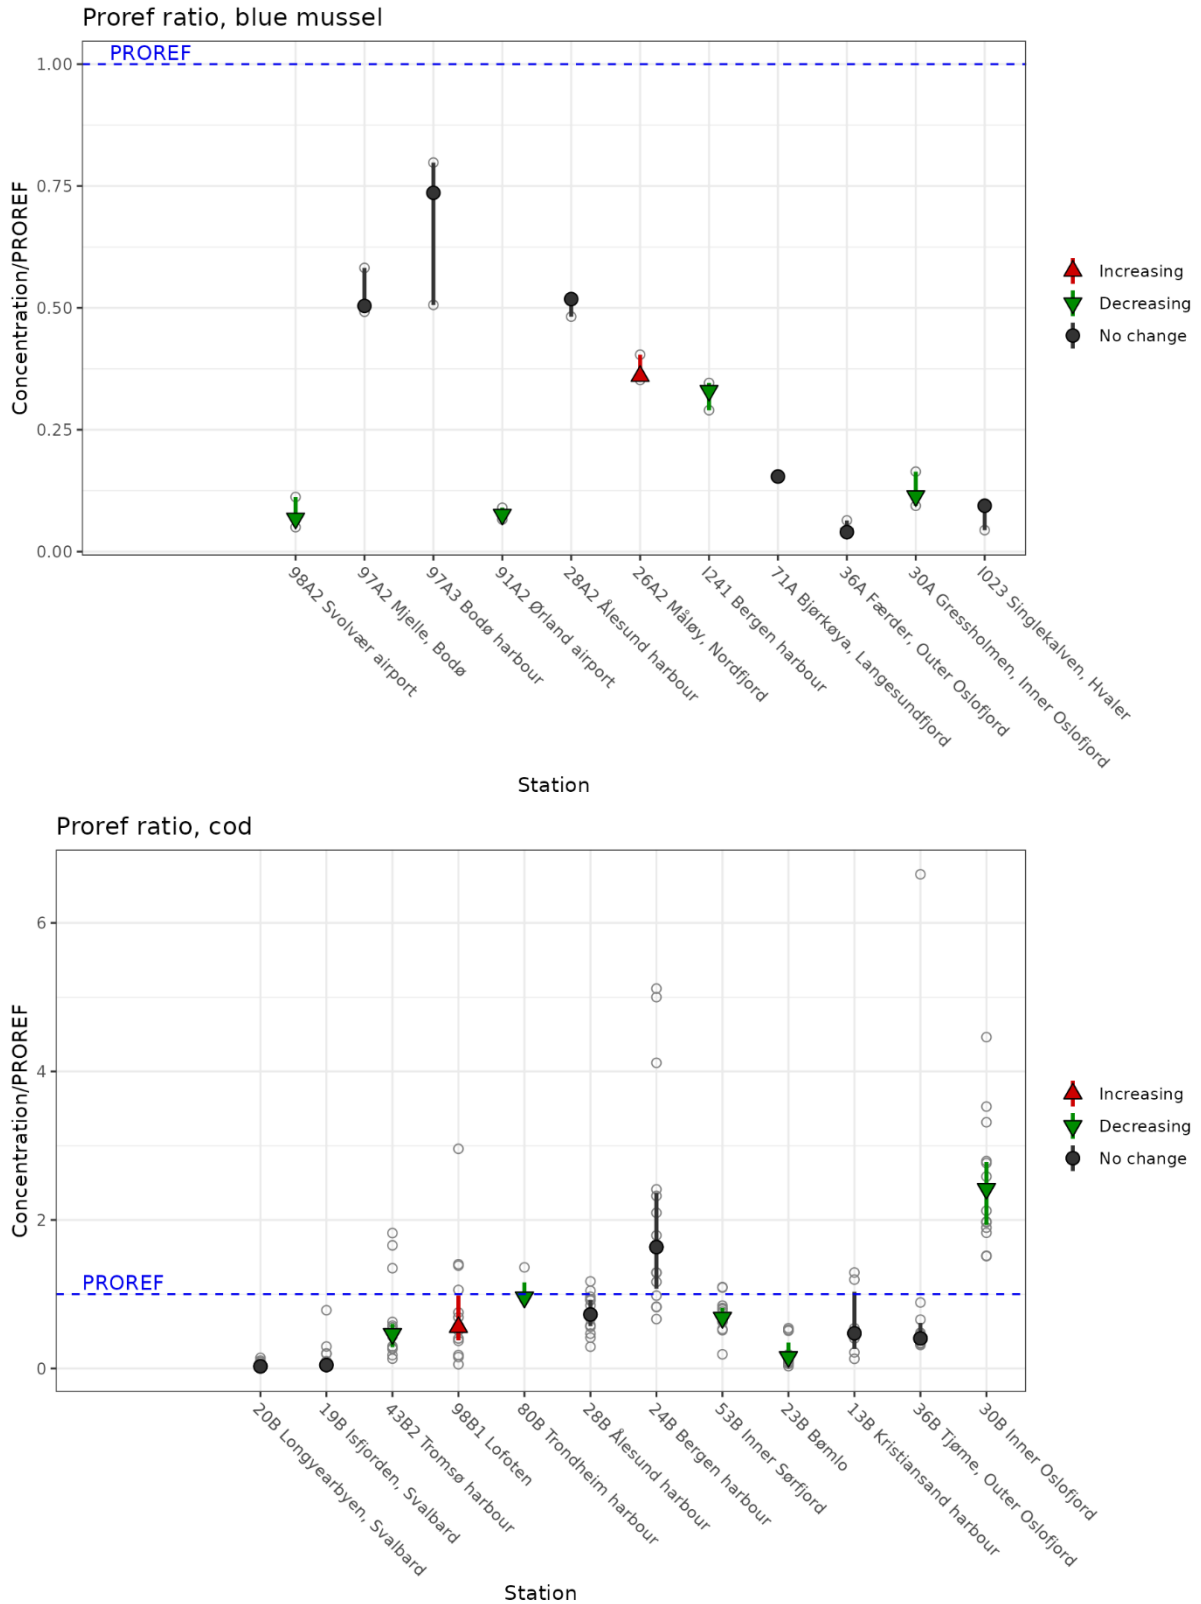 Proref ratio, blue mussel
PROREF
1.00
0.75
0.50
0.25
0.00
Concentration/PROREF
98A2 Svolvær airport
97A2 Mjelle, Bodø
97A3 Bodø harbour
91A2 Ørland airport
28A2 Ålesund harbour
26A2 Måløy, Nordfjord
I241 Bergen harbour
71A Bjørkøya, Langesundfjord
36A Færder, Outer Oslofjord
30A Gressholmen, Inner Oslofjord
I023 Singlekalven, Hvaler
Station
Increasing
Decreasing
No change
Proref ratio, cod
6
4
2
0
PROREF
Concentration/PROREF
20B Longyearbyen, Svalbard
19B Isfjorden, Svalbard
43B2 Tromsø harbour
98B1 Lofoten
80B Trondheim harbour
28B Ålesund harbour
24B Bergen harbour
53B Inner Sørfjord
23B Bømlo
13B Kristiansand harbour
36B Tjøme, Outer Oslofjord
30B Inner Oslofjord
Station
Increasing
Decreasing
No change